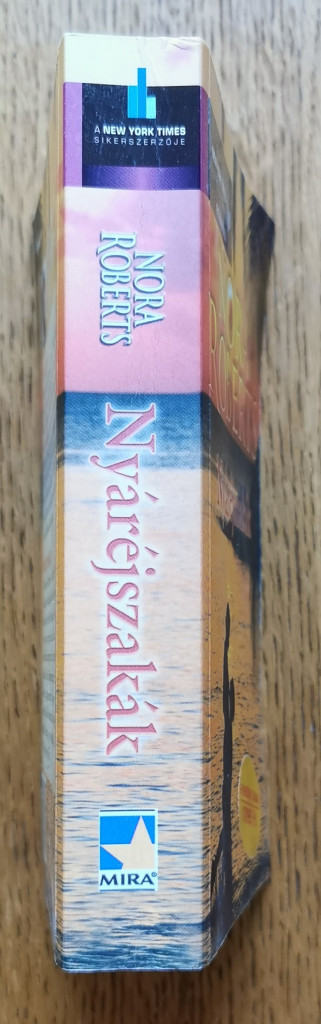 A NEW YORK TIMES
SIKERSZERZŐJE
NORA
ROBERTS
Nyáréjszakák
MIRA®